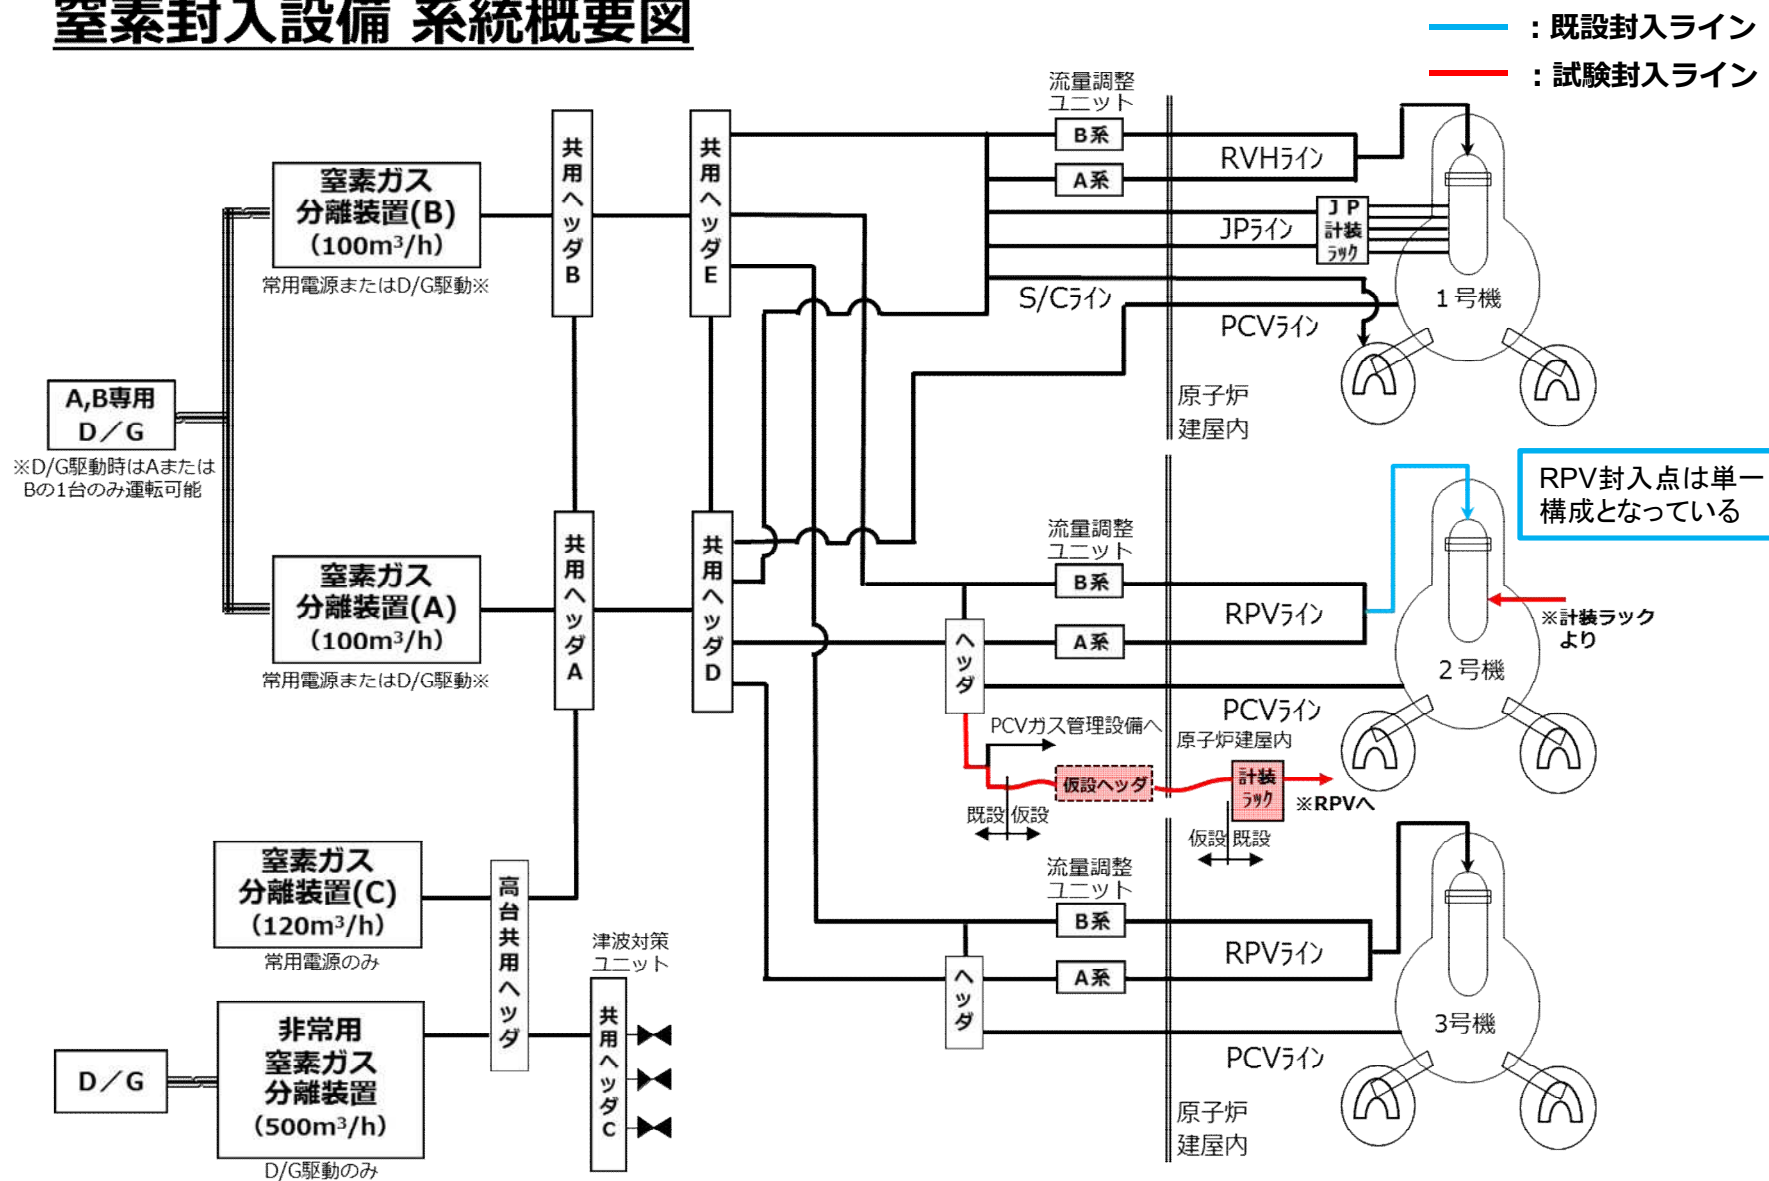 窒素封入設備 系統概要図
：既設封入ライン
：試験封入ライン
流量調整
ユニット
B系
A系
RVHライン
JPライン
JP
計装
ラック
S/Cライン
PCVライン
1号機
原子炉
建屋内
共用ヘッダB
共用ヘッダE
窒素ガス
分離装置(B)
（100m³/h）
常用電源またはD/G駆動※
A,B専用
D／G
※D/G駆動時はAまたは
Bの1台のみ運転可能
共用ヘッダA
共用ヘッダD
窒素ガス
分離装置(A)
（100m³/h）
常用電源またはD/G駆動※
流量調整
ユニット
B系
A系
ヘッダ
RPVライン
PCVライン
RPV封入点は単一
構成となっている
※計装ラック
より
2号機
PCVガス管理設備へ
原子炉建屋内
仮設ヘッダ
計装
ラック
※RPVへ
既設
仮設
仮設
既設
窒素ガス
分離装置(C)
（120m³/h）
常用電源のみ
高台共用ヘッダ
津波対策
ユニット
共用ヘッダC
D／G
非常用
窒素ガス
分離装置
（500m³/h）
D/G駆動のみ
流量調整
ユニット
B系
A系
ヘッダ
RPVライン
PCVライン
3号機
原子炉
建屋内